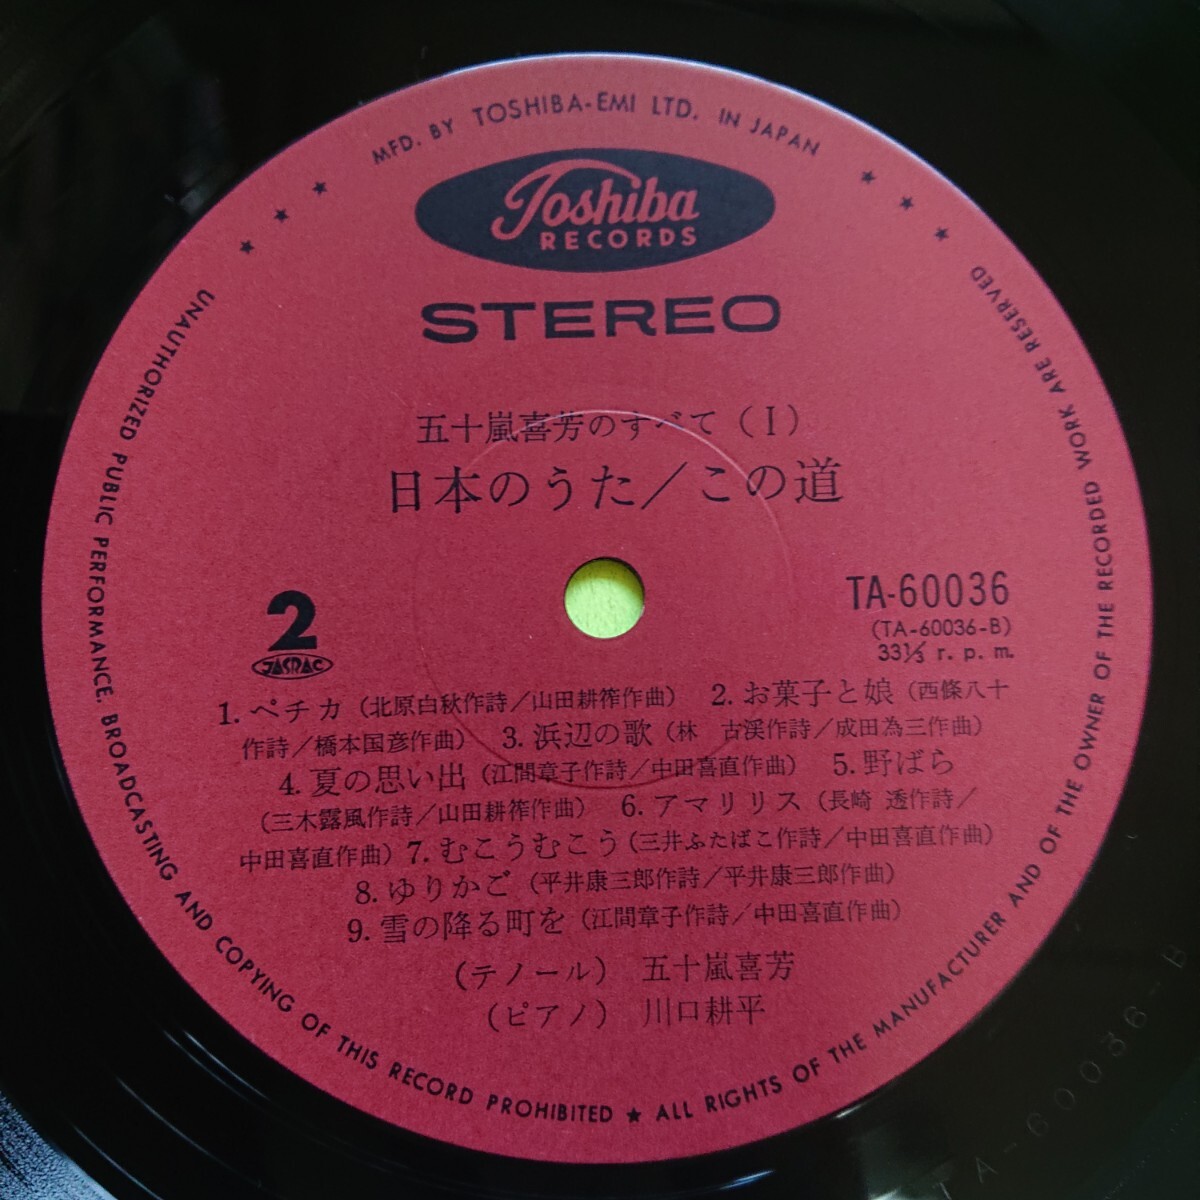 MFD. BY TOSHIBA-EMI LTD. IN JAPAN
Toshiba
RECORDS
STEREO
五十嵐喜芳のすべて（I）
日本のうた／この道
2
JASRAC
TA-60036
(TA-60036-B)
33⅓ r. p. m.
1. ペチカ（北原白秋作詩／山田耕筰作曲） 2. お菓子と娘（西條八十
作詩／橋本国彦作曲） 3. 浜辺の歌（林　古渓作詩／成田為三作曲）
4. 夏の思い出（江間章子作詩／中田喜直作曲） 5. 野ばら
（三木露風作詩／山田耕筰作曲） 6. アマリリス（長崎 透作詩／
中田喜直作曲）7. むこうむこう（三井ふたばこ作詩／中田喜直作曲）
8. ゆりかご（平井康三郎作詩／平井康三郎作曲）
9. 雪の降る町を（江間章子作詩／中田喜直作曲）
（テノール） 五十嵐喜芳
（ピアノ） 川口耕平
UNAUTHORIZED PUBLIC PERFORMANCE. BROADCASTING AND COPYING OF THIS RECORD PROHIBITED ★ ALL RIGHTS OF THE MANUFACTURER AND OF THE OWNER OF THE RECORDED WORK ARE RESERVED
TA-60036-B